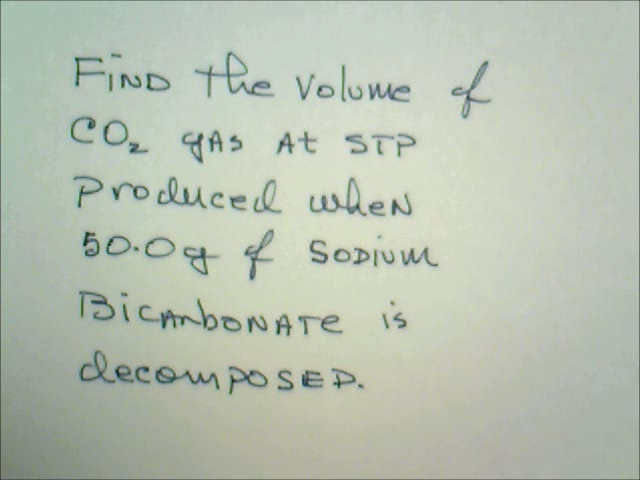 Find the volume of
CO₂ gas at STP
produced when
50.0g of sodium
Bicarbonate is
decomposed.